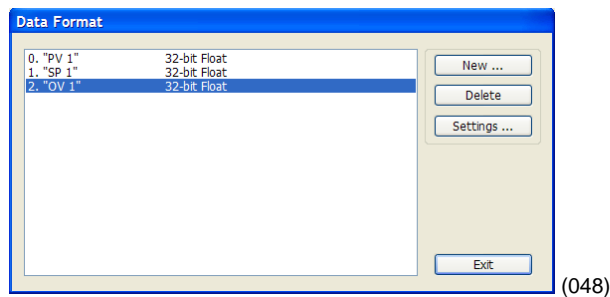 Data Format
0. "PV 1" 32-bit Float
1. "SP 1" 32-bit Float
2. "OV 1" 32-bit Float
New ...
Delete
Settings ...
Exit
(048)